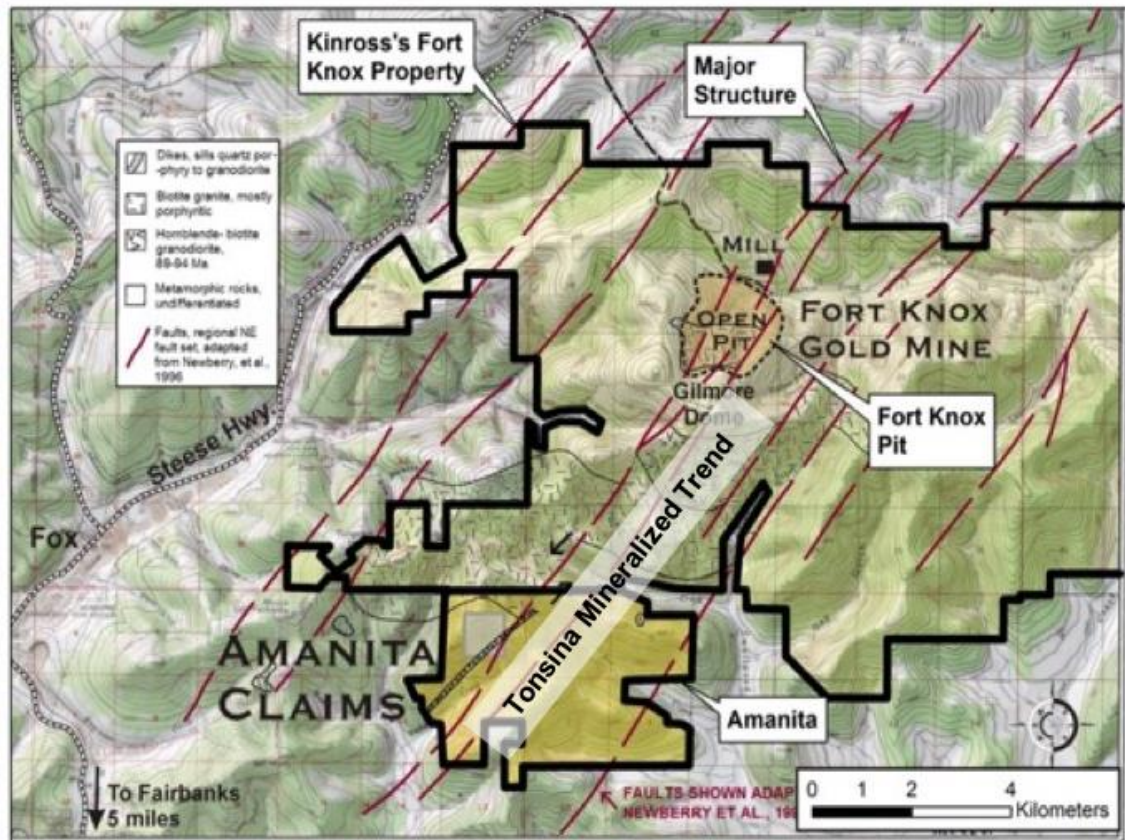 Kinross's Fort
Knox Property
Major
Structure
Dikes, sills quartz por-
-phyry to granodiorite
Biotite granite, mostly
porphyritic
Hornblende- biotite
granodiorite,
89-94 Ma
Metamorphic rocks,
undifferentiated
Faults, regional NE
fault set, adapted
from Newberry, et al.,
1996
MILL
OPEN
PIT
FORT KNOX
GOLD MINE
Gilmore
Dome
Fort Knox
Pit
Steese Hwy
Fox
Tonsina Mineralized Trend
AMANITA
CLAIMS
Amanita
To Fairbanks
5 miles
FAULTS SHOWN ADAP
NEWBERRY ET AL., 19
0 2 4
Kilometers